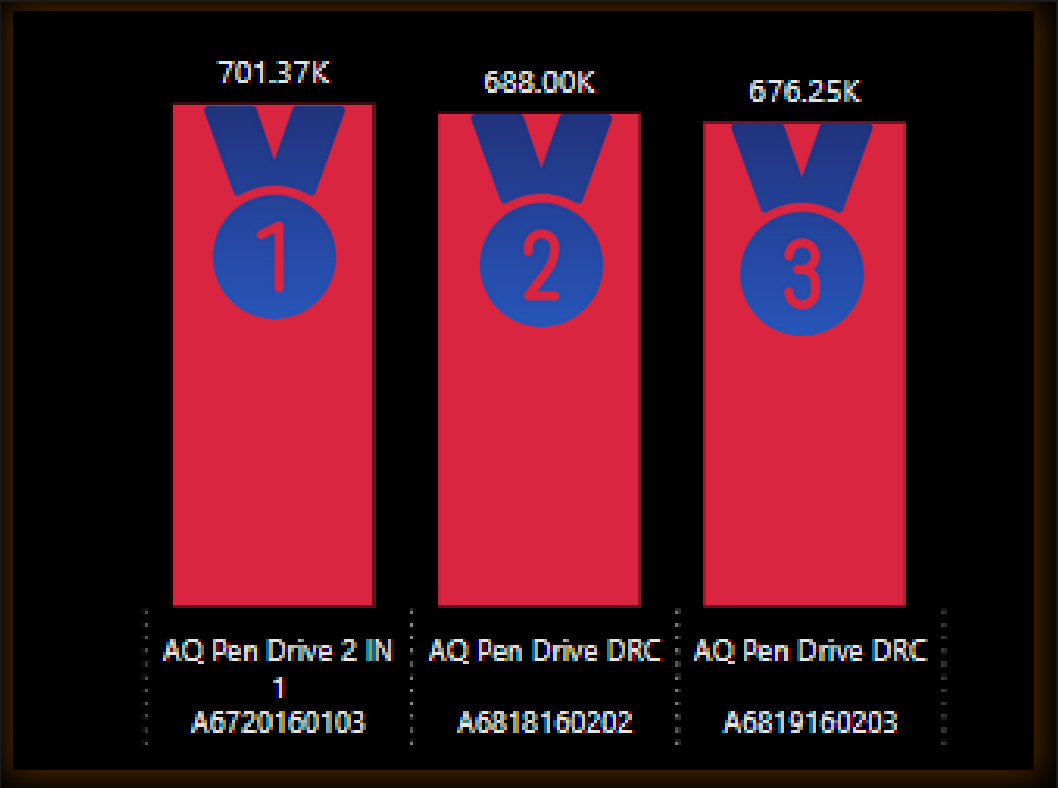 701.37K
688.00K
676.25K
1
2
3
AQ Pen Drive 2 IN
1
A6720160103
AQ Pen Drive DRC
A6818160202
AQ Pen Drive DRC
A6819160203